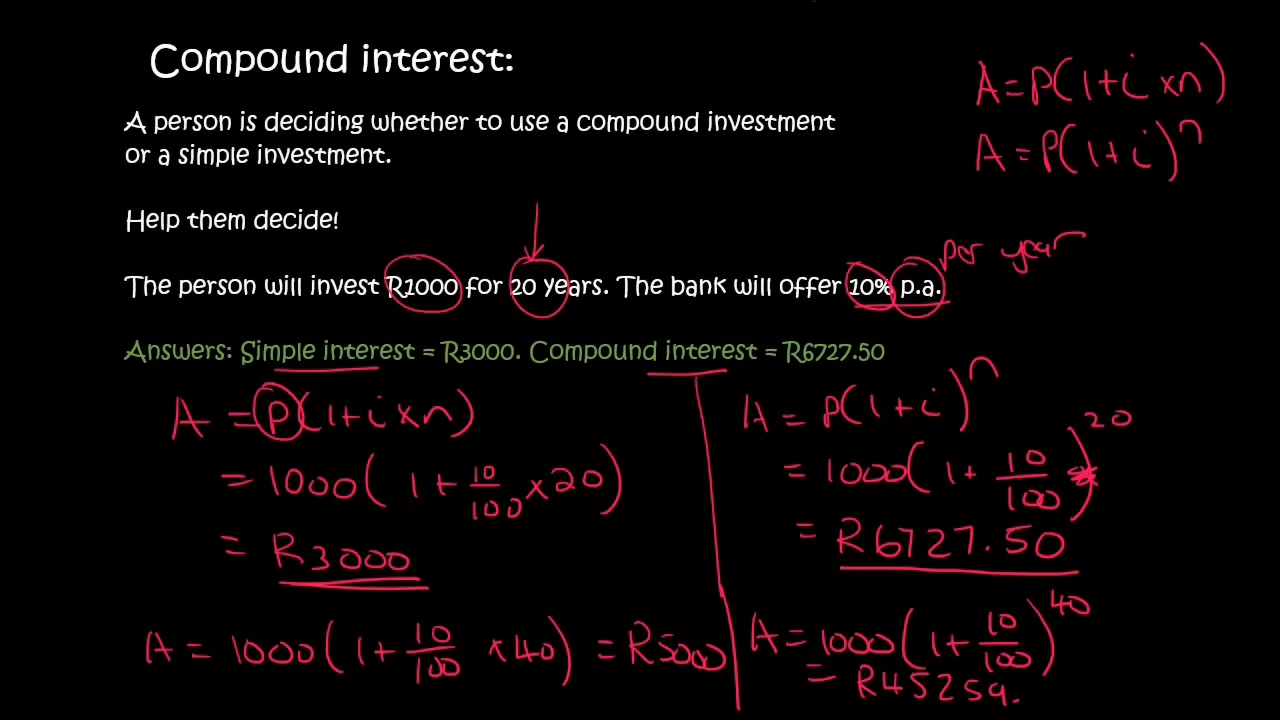 Compound interest:
A = P(1+i×n)
A = P(1+i)ⁿ
A person is deciding whether to use a compound investment
or a simple investment.
Help them decide!
per year
The person will invest R1000 for 20 years. The bank will offer 10% p.a.
Answers: Simple interest = R3000. Compound interest = R6727.50
A = P(1+i×n)
= 1000(1+10/100×20)
= R3000
A = 1000(1+10/100×40) = R5000
A = P(1+i)ⁿ
= 1000(1+10/100)²⁰
= R6727.50
A = 1000(1+10/100)⁴⁰
= R45259.